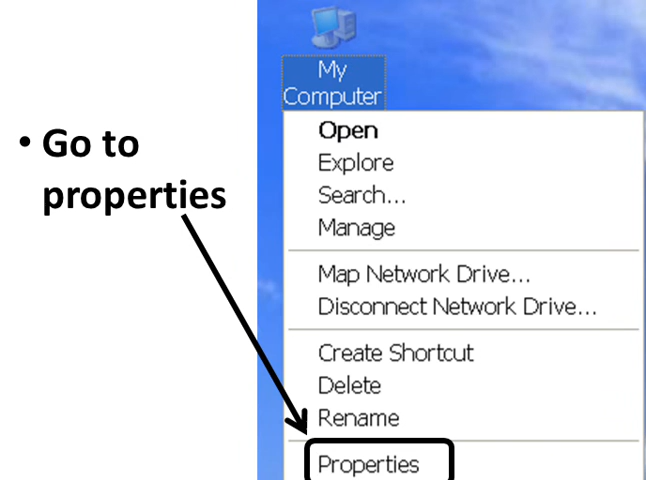 • Go to
properties
My
Computer
Open
Explore
Search...
Manage
Map Network Drive...
Disconnect Network Drive...
Create Shortcut
Delete
Rename
Properties